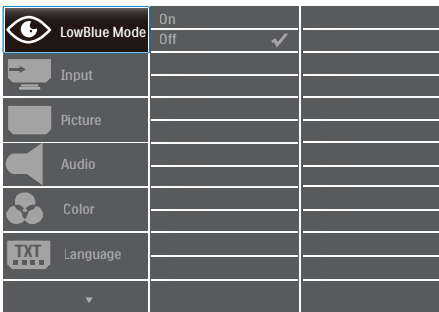 LowBlue Mode
On
Off
Input
Picture
Audio
Color
TXT
Language